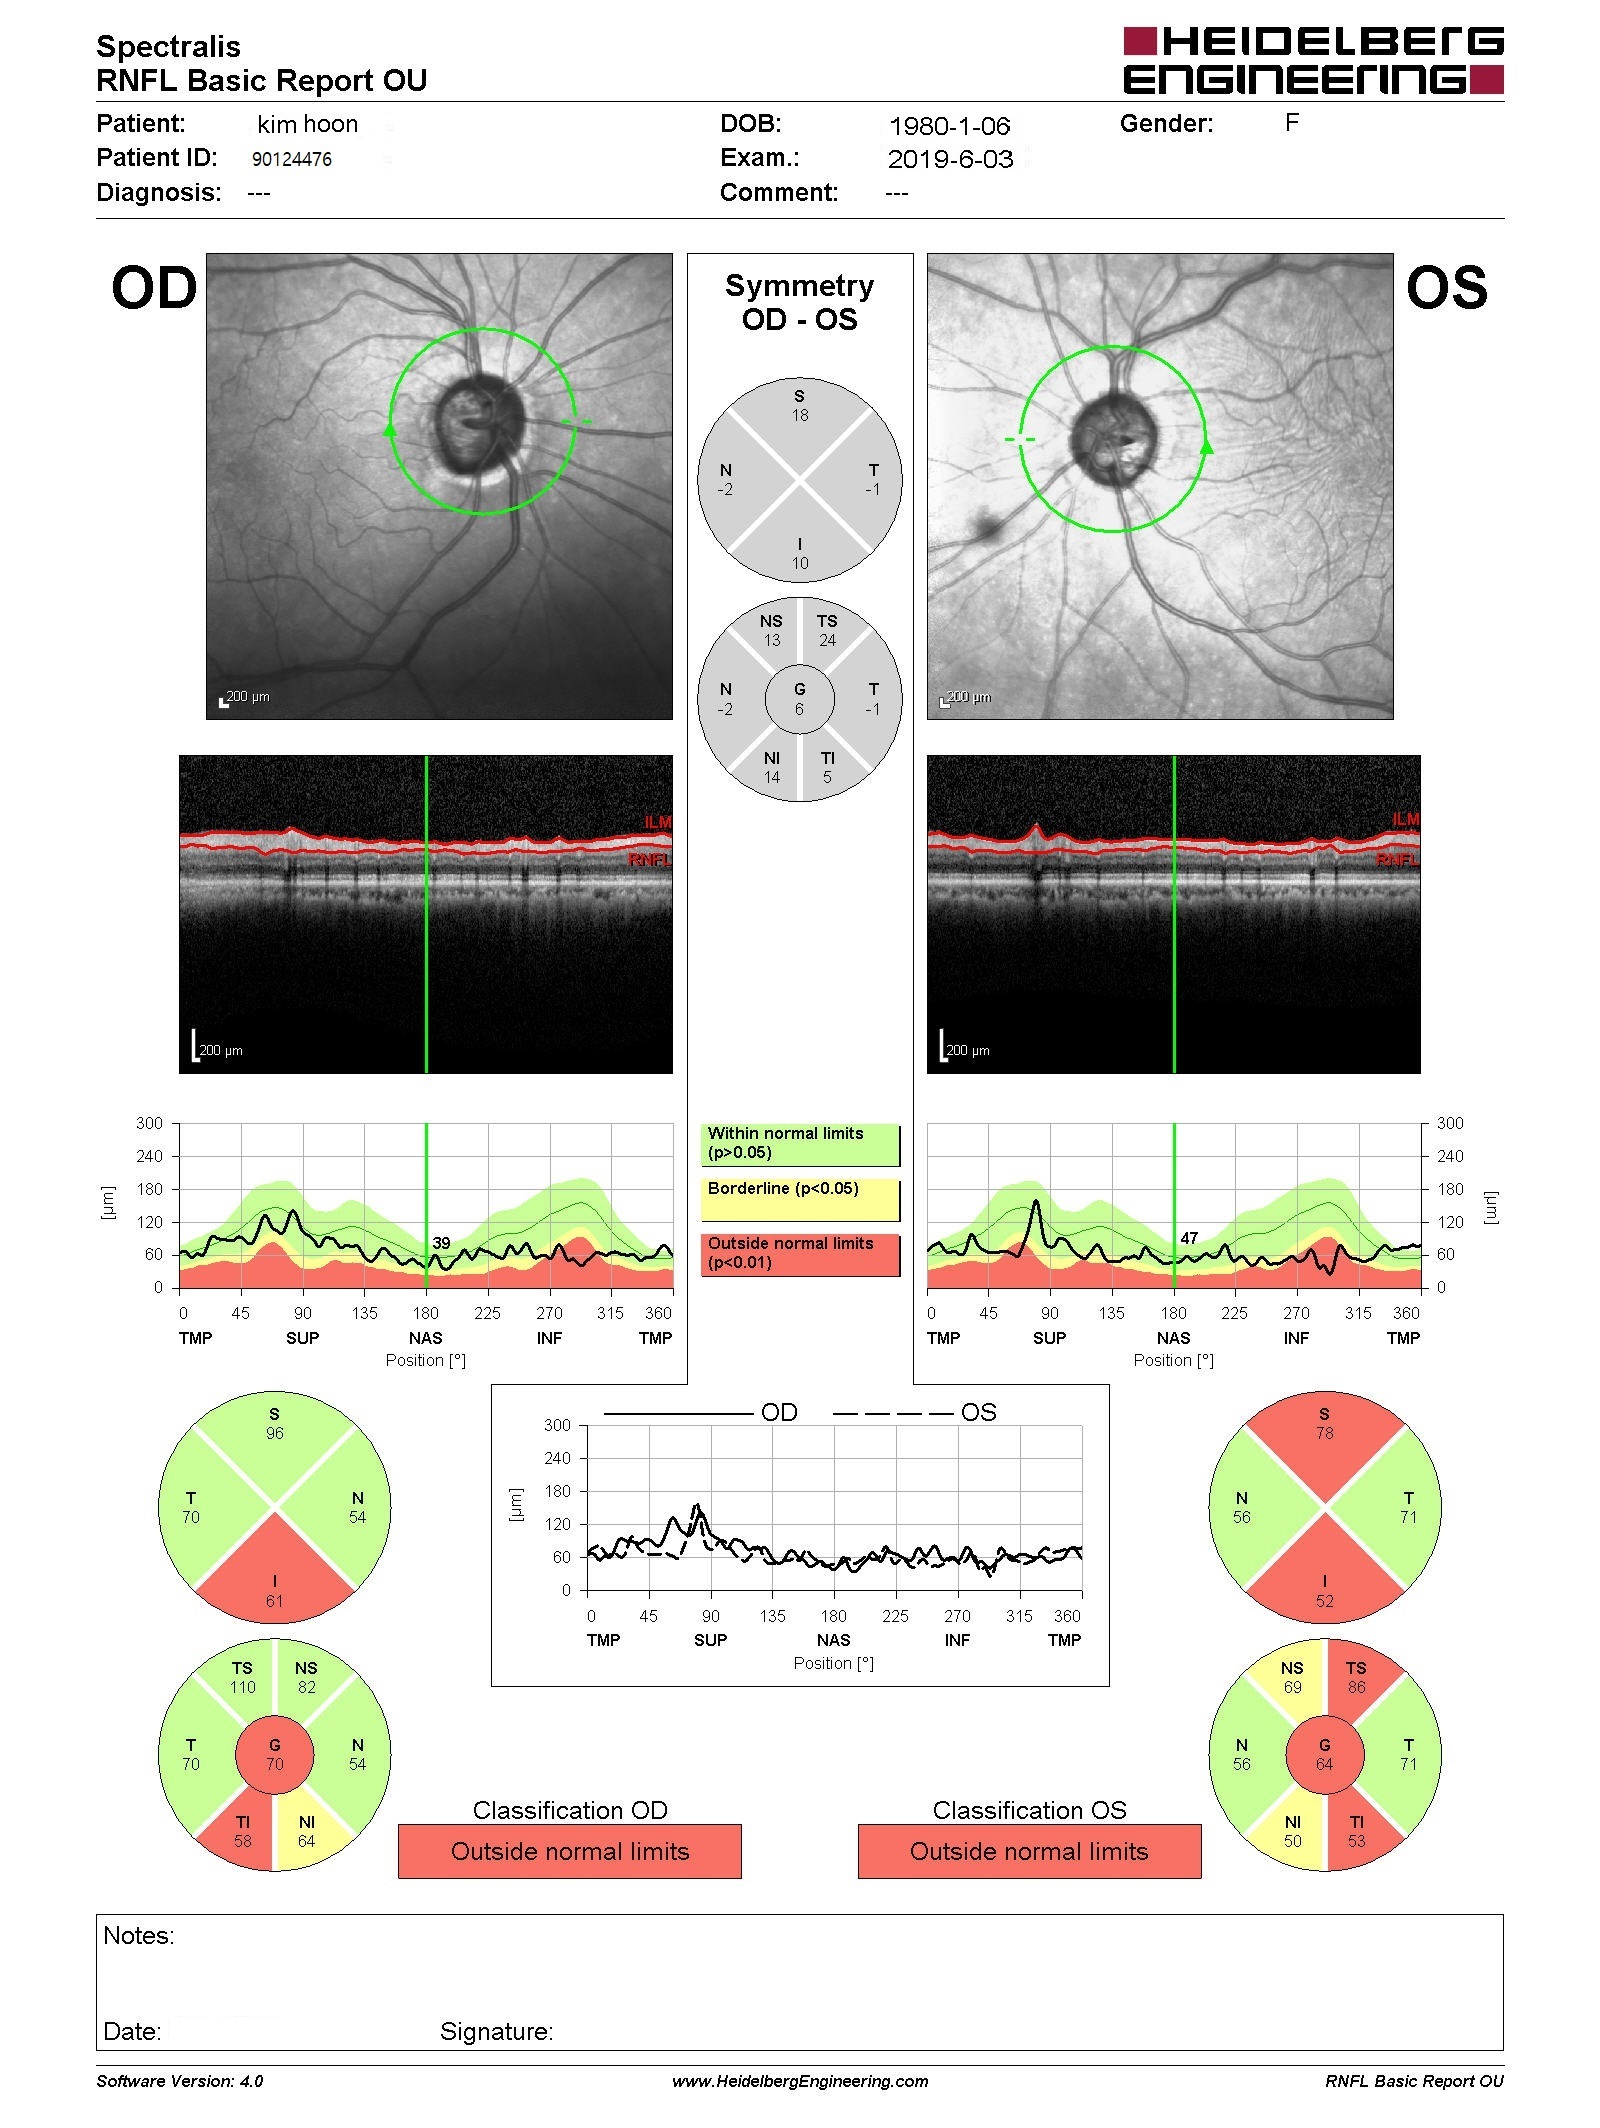 Spectralis
RNFL Basic Report OU
HEIDELBERG
ENGINEERING
Patient: kim hoon DOB: 1980-1-06 Gender: F
Patient ID: 90124476 Exam.: 2019-6-03
Diagnosis: --- Comment: ---
OD
Symmetry
OD - OS
OS
S
18
N
-2
T
-1
I
10
NS
13
TS
24
N
-2
G
6
T
-1
NI
14
TI
5
200 µm
200 µm
ILM
RNFL
200 µm
ILM
RNFL
200 µm
300
240
180
120
60
0
[µm]
39
0 45 90 135 180 225 270 315 360
TMP SUP NAS INF TMP
Position [°]
Within normal limits
(p>0.05)
Borderline (p<0.05)
Outside normal limits
(p<0.01)
300
240
180
120
60
0
[µm]
47
0 45 90 135 180 225 270 315 360
TMP SUP NAS INF TMP
Position [°]
S
96
T
70
N
54
I
61
OD OS
300
240
180
120
60
0
[µm]
0 45 90 135 180 225 270 315 360
TMP SUP NAS INF TMP
Position [°]
S
78
N
56
T
71
I
52
TS
110
NS
82
T
70
G
70
N
54
TI
58
NI
64
NS
69
TS
86
N
56
G
64
T
71
NI
50
TI
53
Classification OD
Outside normal limits
Classification OS
Outside normal limits
Notes:
Date: Signature:
Software Version: 4.0 www.HeidelbergEngineering.com RNFL Basic Report OU